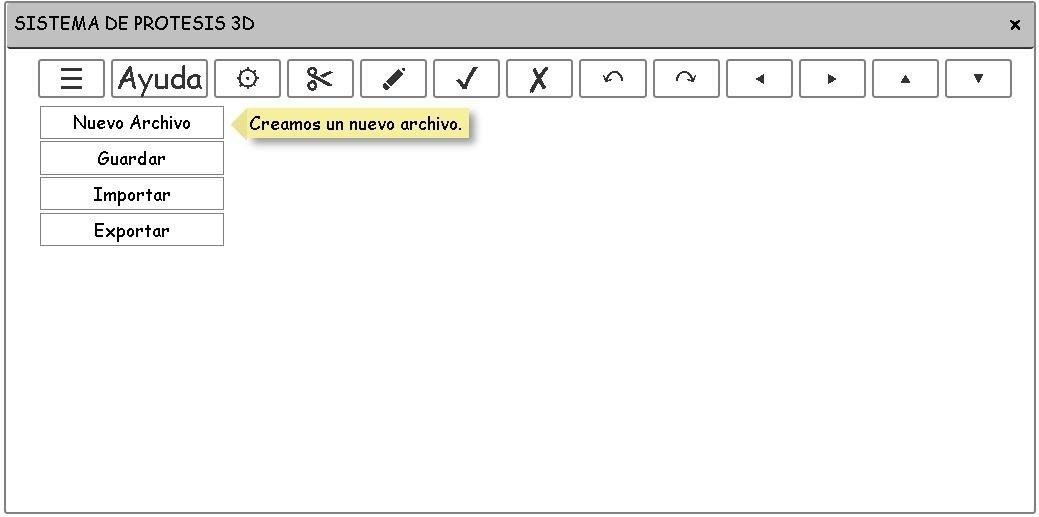 SISTEMA DE PROTESIS 3D
Ayuda
Nuevo Archivo
Creamos un nuevo archivo.
Guardar
Importar
Exportar